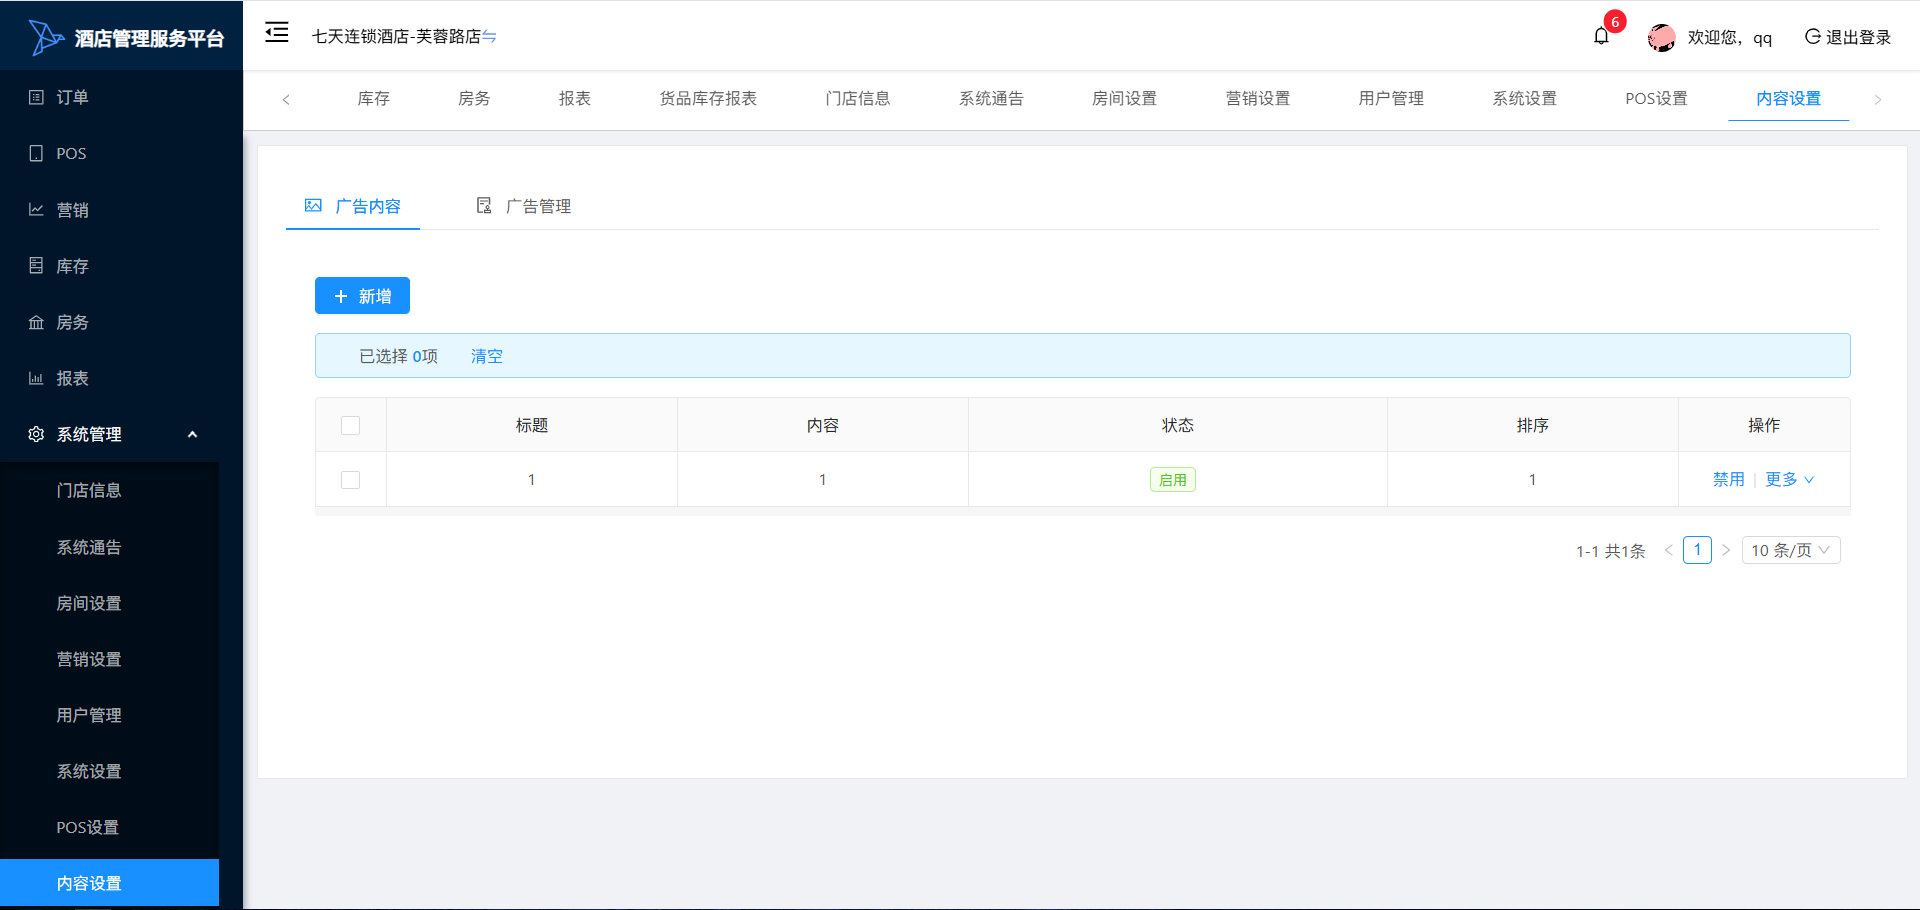 酒店管理服务平台
七天连锁酒店-芙蓉路店
6
欢迎您，qq
退出登录
订单
POS
营销
库存
房务
报表
系统管理
门店信息
系统通告
房间设置
营销设置
用户管理
系统设置
POS设置
内容设置
库存 房务 报表 货品库存报表 门店信息 系统通告 房间设置 营销设置 用户管理 系统设置 POS设置 内容设置
广告内容 广告管理
新增
已选择 0项 清空
标题 内容 状态 排序 操作
1 1 启用 1 禁用 更多
1-1 共1条 1 10 条/页